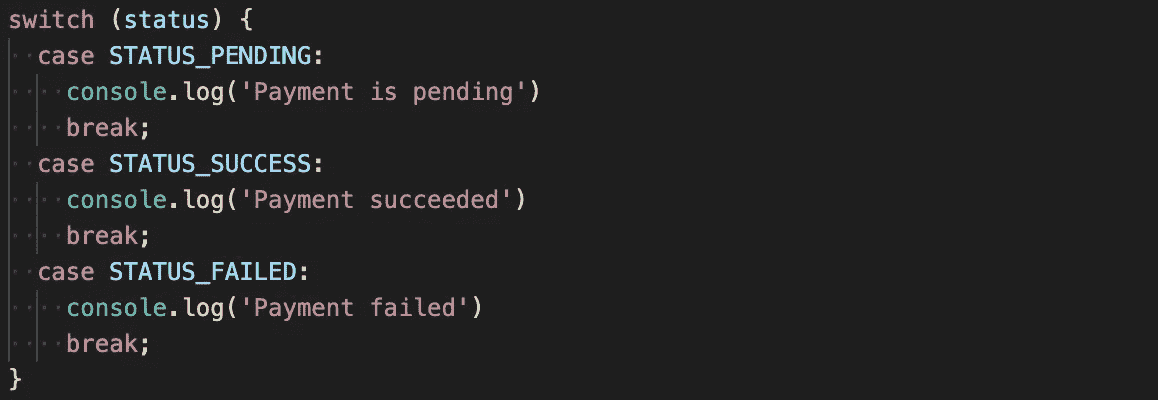 switch (status) {
  case STATUS_PENDING:
    console.log('Payment is pending')
    break;
  case STATUS_SUCCESS:
    console.log('Payment succeeded')
    break;
  case STATUS_FAILED:
    console.log('Payment failed')
    break;
}